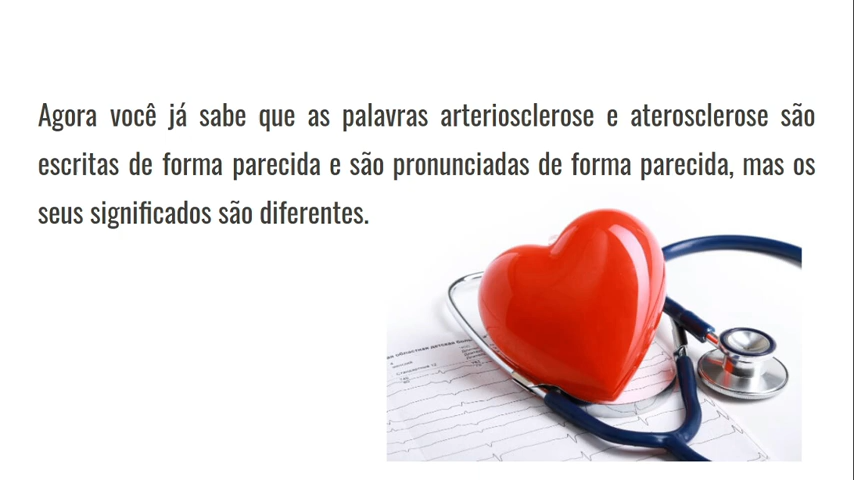 Agora você já sabe que as palavras arteriosclerose e aterosclerose são
escritas de forma parecida e são pronunciadas de forma parecida, mas os
seus significados são diferentes.